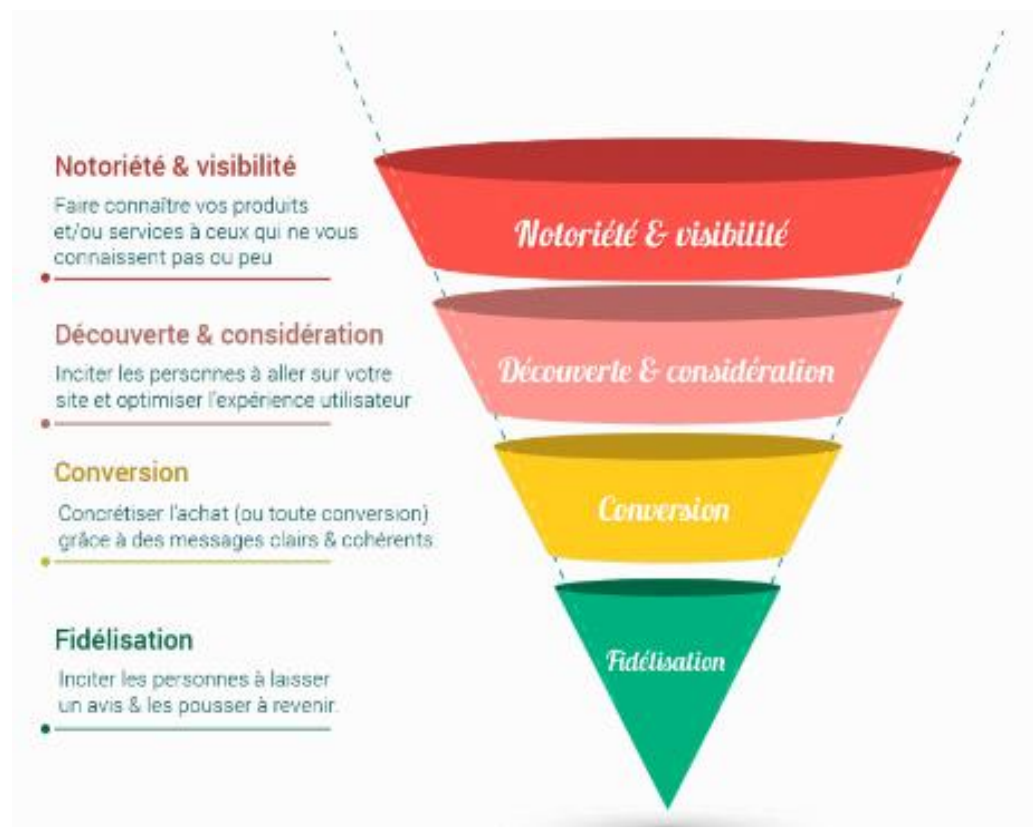 Notoriété & visibilité
Faire connaître vos produits
et/ou services à ceux qui ne vous
connaissent pas ou peu
Découverte & considération
Inciter les personnes à aller sur votre
site et optimiser l'expérience utilisateur
Conversion
Concrétiser l'achat (ou toute conversion)
grâce à des messages clairs & cohérents.
Fidélisation
Inciter les personnes à laisser
un avis & les pousser à revenir.
Notoriété & visibilité
Découverte & considération
Conversion
Fidélisation